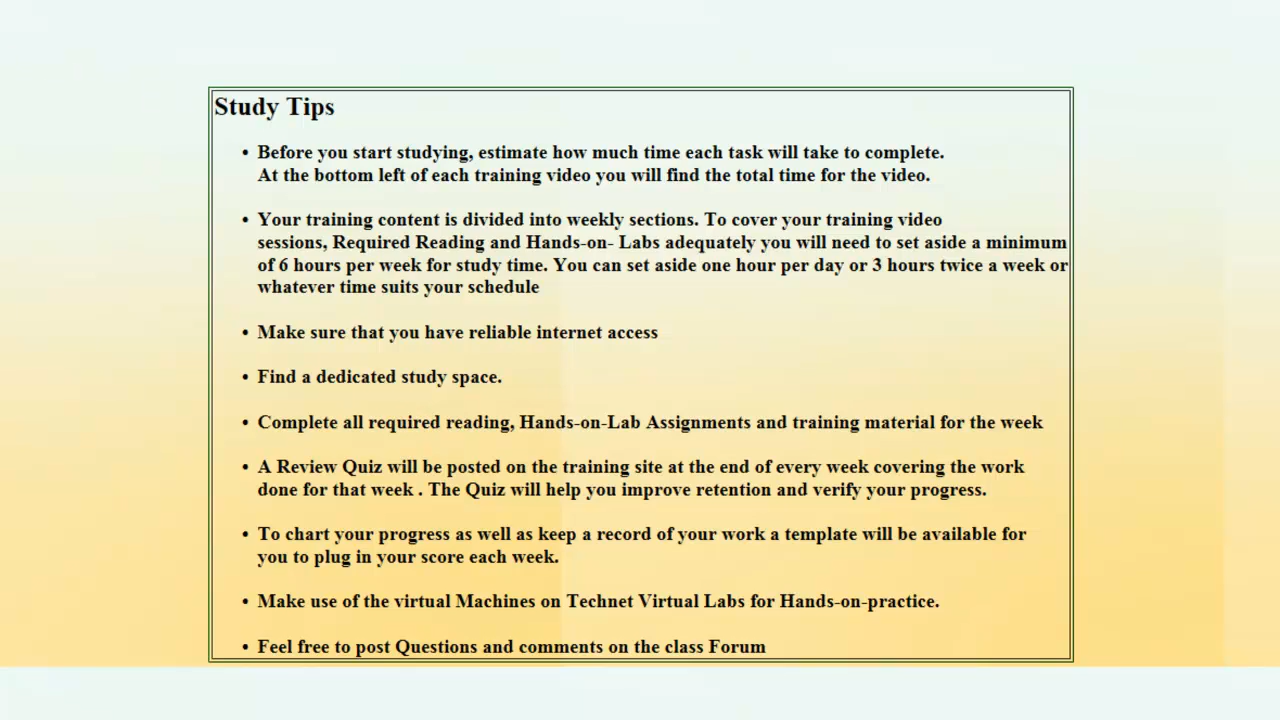 Study Tips
• Before you start studying, estimate how much time each task will take to complete.
At the bottom left of each training video you will find the total time for the video.
• Your training content is divided into weekly sections. To cover your training video
sessions, Required Reading and Hands-on- Labs adequately you will need to set aside a minimum
of 6 hours per week for study time. You can set aside one hour per day or 3 hours twice a week or
whatever time suits your schedule
• Make sure that you have reliable internet access
• Find a dedicated study space.
• Complete all required reading, Hands-on-Lab Assignments and training material for the week
• A Review Quiz will be posted on the training site at the end of every week covering the work
done for that week . The Quiz will help you improve retention and verify your progress.
• To chart your progress as well as keep a record of your work a template will be available for
you to plug in your score each week.
• Make use of the virtual Machines on Technet Virtual Labs for Hands-on-practice.
• Feel free to post Questions and comments on the class Forum